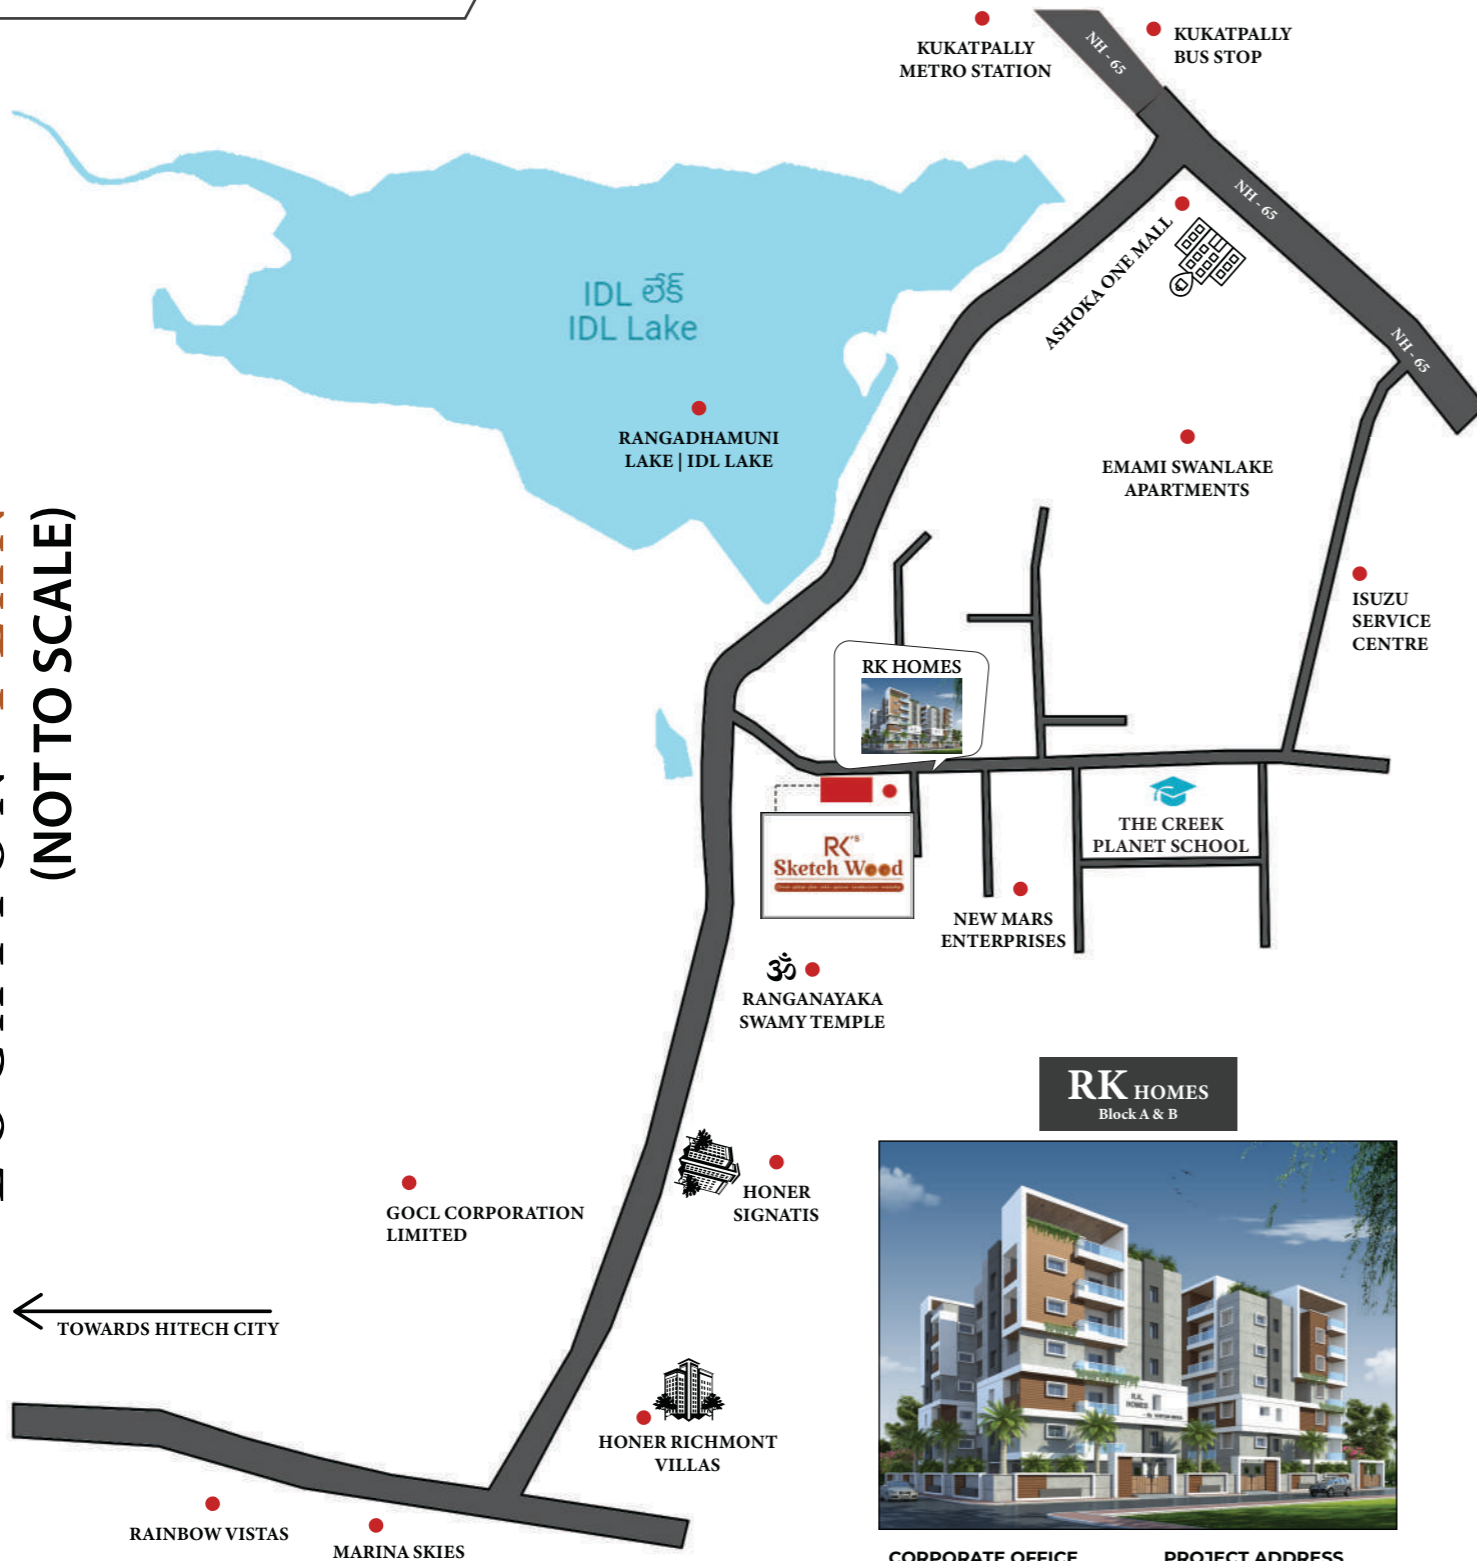 KUKATPALLY
METRO STATION
NH - 65
KUKATPALLY
BUS STOP
NH - 65
ASHOKA ONE MALL
NH - 65
IDL లేక్
IDL Lake
RANGADHAMUNI
LAKE | IDL LAKE
EMAMI SWANLAKE
APARTMENTS
(NOT TO SCALE)
ISUZU
SERVICE
CENTRE
RK HOMES
THE CREEK
PLANET SCHOOL
RK'S
Sketch Wood
NEW MARS
ENTERPRISES
ॐ
RANGANAYAKA
SWAMY TEMPLE
RK HOMES
Block A & B
HONER
SIGNATIS
GOCL CORPORATION
LIMITED
TOWARDS HITECH CITY
R.K.
HOMES
HONER RICHMONT
VILLAS
RAINBOW VISTAS
MARINA SKIES
CORPORATE OFFICE
PROJECT ADDRESS